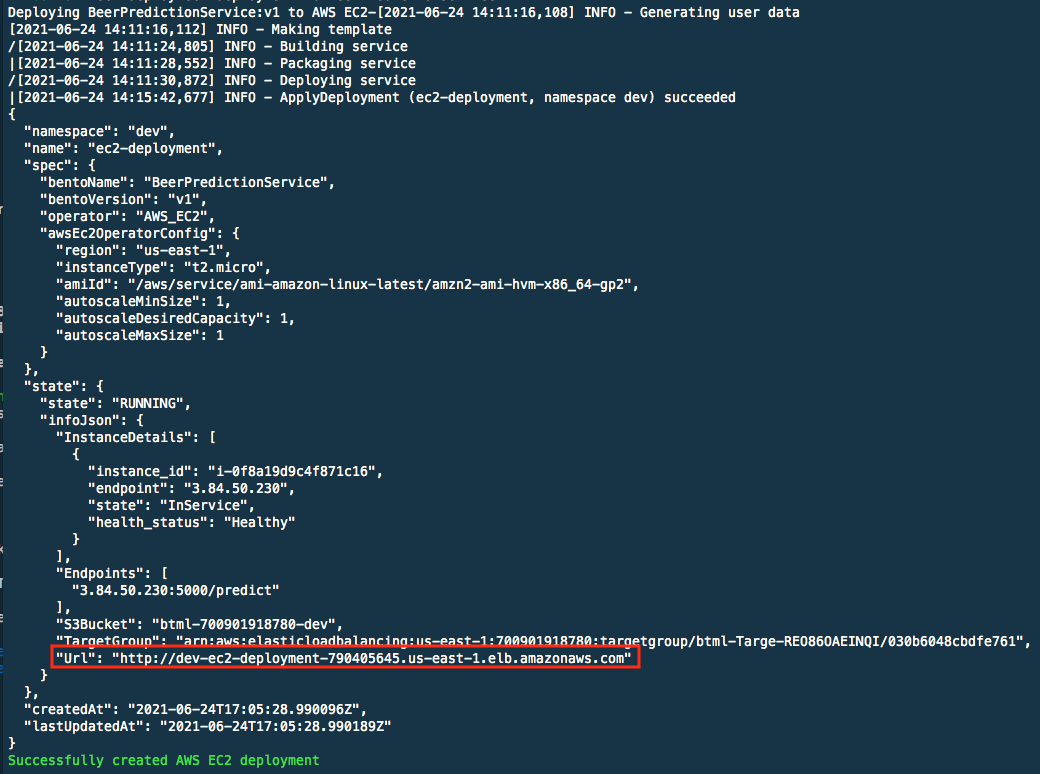 Deploying BeerPredictionService:v1 to AWS EC2-[2021-06-24 14:11:16,108] INFO - Generating user data
[2021-06-24 14:11:16,112] INFO - Making template
/[2021-06-24 14:11:24,805] INFO - Building service
|[2021-06-24 14:11:28,552] INFO - Packaging service
/[2021-06-24 14:11:30,872] INFO - Deploying service
|[2021-06-24 14:15:42,677] INFO - ApplyDeployment (ec2-deployment, namespace dev) succeeded
{
  "namespace": "dev",
  "name": "ec2-deployment",
  "spec": {
    "bentoName": "BeerPredictionService",
    "bentoVersion": "v1",
    "operator": "AWS_EC2",
    "awsEc2OperatorConfig": {
      "region": "us-east-1",
      "instanceType": "t2.micro",
      "amiId": "/aws/service/ami-amazon-linux-latest/amzn2-ami-hvm-x86_64-gp2",
      "autoscaleMinSize": 1,
      "autoscaleDesiredCapacity": 1,
      "autoscaleMaxSize": 1
    }
  },
  "state": {
    "state": "RUNNING",
    "infoJson": {
      "InstanceDetails": [
        {
          "instance_id": "i-0f8a19d9c4f871c16",
          "endpoint": "3.84.50.230",
          "state": "InService",
          "health_status": "Healthy"
        }
      ],
      "Endpoints": [
        "3.84.50.230:5000/predict"
      ],
      "S3Bucket": "btml-700901918780-dev",
      "TargetGroup": "arn:aws:elasticloadbalancing:us-east-1:700901918780:targetgroup/btml-Targe-REO86OAEINQI/030b6048cbdfe761",
      "Url": "http://dev-ec2-deployment-790405645.us-east-1.elb.amazonaws.com"
    }
  },
  "createdAt": "2021-06-24T17:05:28.990096Z",
  "lastUpdatedAt": "2021-06-24T17:05:28.990189Z"
}
Successfully created AWS EC2 deployment